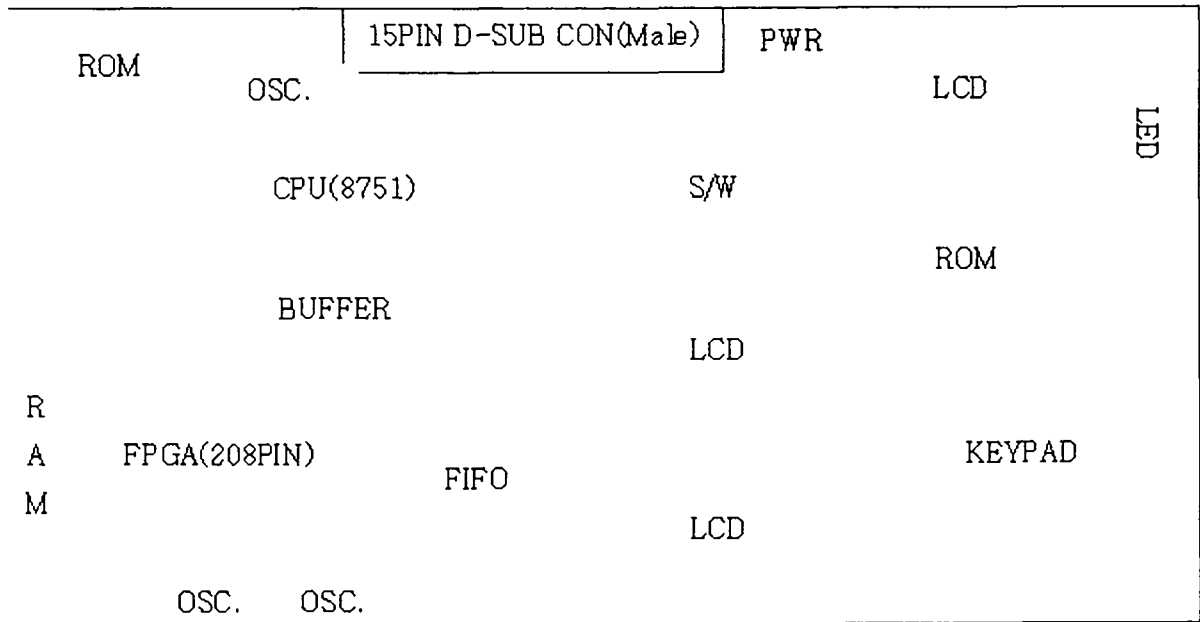 15PIN D-SUB CON(Male)
PWR
ROM
OSC.
LCD
LED
CPU(8751)
S/W
ROM
BUFFER
LCD
R
A
M
FPGA(208PIN)
FIFO
KEYPAD
LCD
OSC.
OSC.